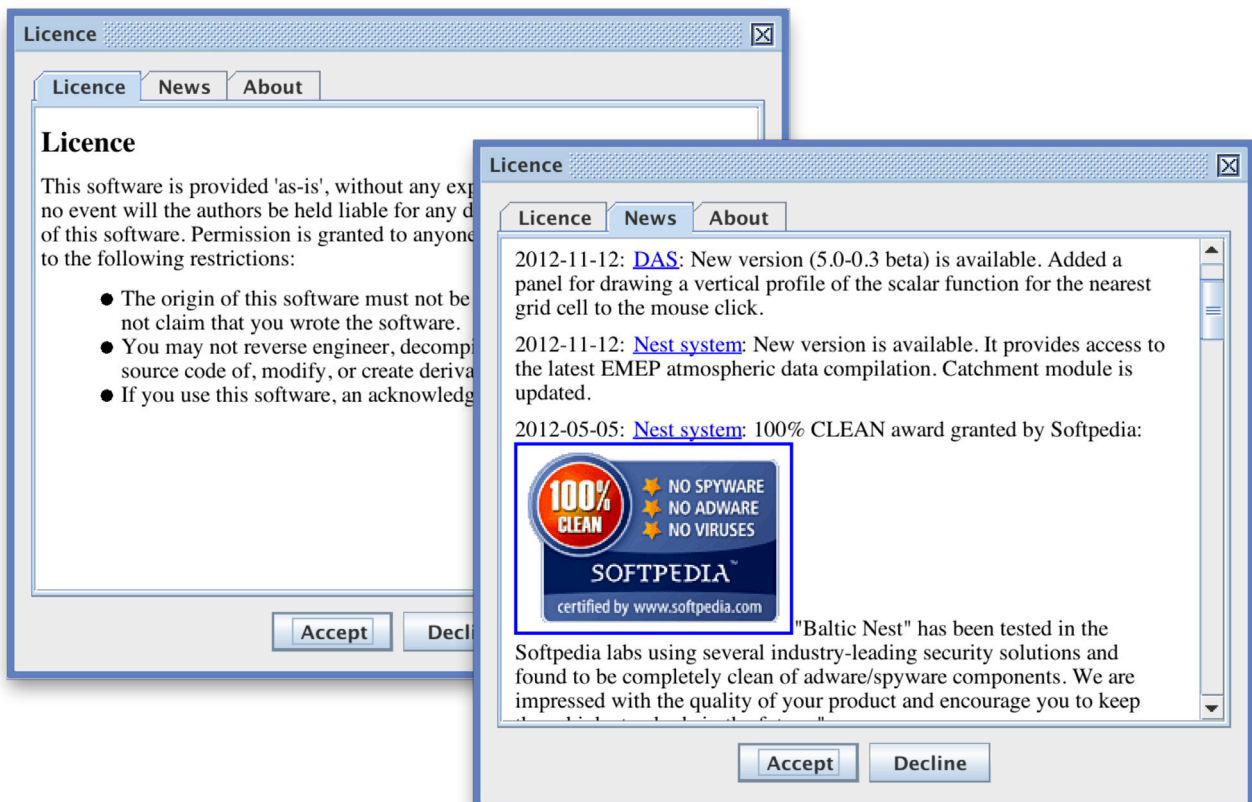 Licence
Licence News About
Licence
This software is provided 'as-is', without any
no event will the authors be held liable for any
of this software. Permission is granted to anyone
to the following restrictions:
● The origin of this software must not be
not claim that you wrote the software.
● You may not reverse engineer,
source code of, modify, or create
● If you use this software, an
Accept
Licence
Licence News About
2012-11-12: DAS: New version (5.0-0.3 beta) is available. Added a
panel for drawing a vertical profile of the scalar function for the nearest
grid cell to the mouse click.
2012-11-12: Nest system: New version is available. It provides access to
the latest EMEP atmospheric data compilation. Catchment module is
updated.
2012-05-05: Nest system: 100% CLEAN award granted by Softpedia:
100%
CLEAN
NO SPYWARE
NO ADWARE
NO VIRUSES
SOFTPEDIA™
certified by www.softpedia.com
"Baltic Nest" has been tested in the
Softpedia labs using several industry-leading security solutions and
found to be completely clean of adware/spyware components. We are
impressed with the quality of your product and encourage you to keep
Accept Decline